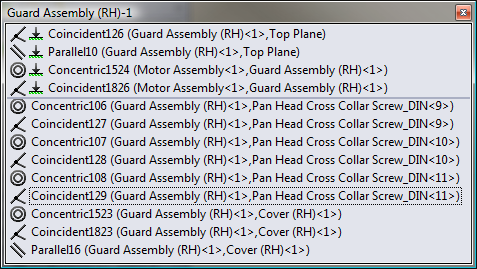 Guard Assembly (RH)-1
Coincident126 (Guard Assembly (RH)<1>,Top Plane)
Parallel10 (Guard Assembly (RH)<1>,Top Plane)
Concentric1524 (Motor Assembly<1>,Guard Assembly (RH)<1>)
Coincident1826 (Motor Assembly<1>,Guard Assembly (RH)<1>)
Concentric106 (Guard Assembly (RH)<1>,Pan Head Cross Collar Screw_DIN<9>)
Coincident127 (Guard Assembly (RH)<1>,Pan Head Cross Collar Screw_DIN<9>)
Concentric107 (Guard Assembly (RH)<1>,Pan Head Cross Collar Screw_DIN<10>)
Coincident128 (Guard Assembly (RH)<1>,Pan Head Cross Collar Screw_DIN<10>)
Concentric108 (Guard Assembly (RH)<1>,Pan Head Cross Collar Screw_DIN<11>)
Coincident129 (Guard Assembly (RH)<1>,Pan Head Cross Collar Screw_DIN<11>)
Concentric1523 (Guard Assembly (RH)<1>,Cover (RH)<1>)
Coincident1823 (Guard Assembly (RH)<1>,Cover (RH)<1>)
Parallel16 (Guard Assembly (RH)<1>,Cover (RH)<1>)